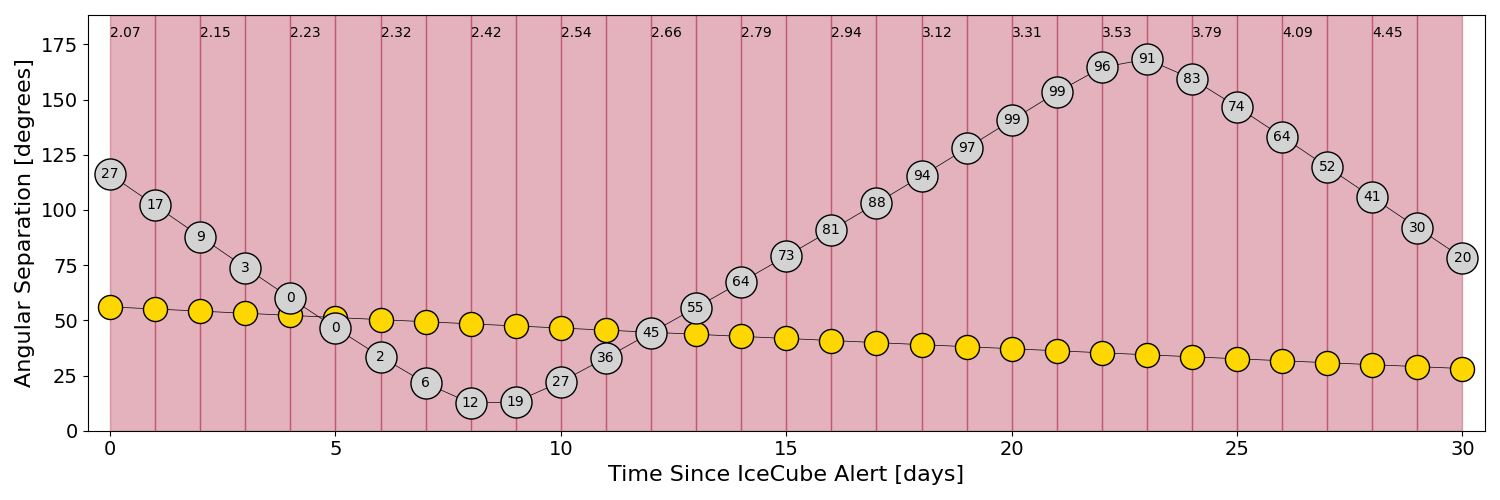 2.07 2.15 2.23 2.32 2.42 2.54 2.66 2.79 2.94 3.12 3.31 3.53 3.79 4.09 4.45
175
150
125
100
75
50
25
0
Angular Separation [degrees]
27 17 9 3 0 0 2 6 12 19 27 36 45 55 64 73 81 88 94 97 99 99 96 91 83 74 64 52 41 30 20
0 5 10 15 20 25 30
Time Since IceCube Alert [days]